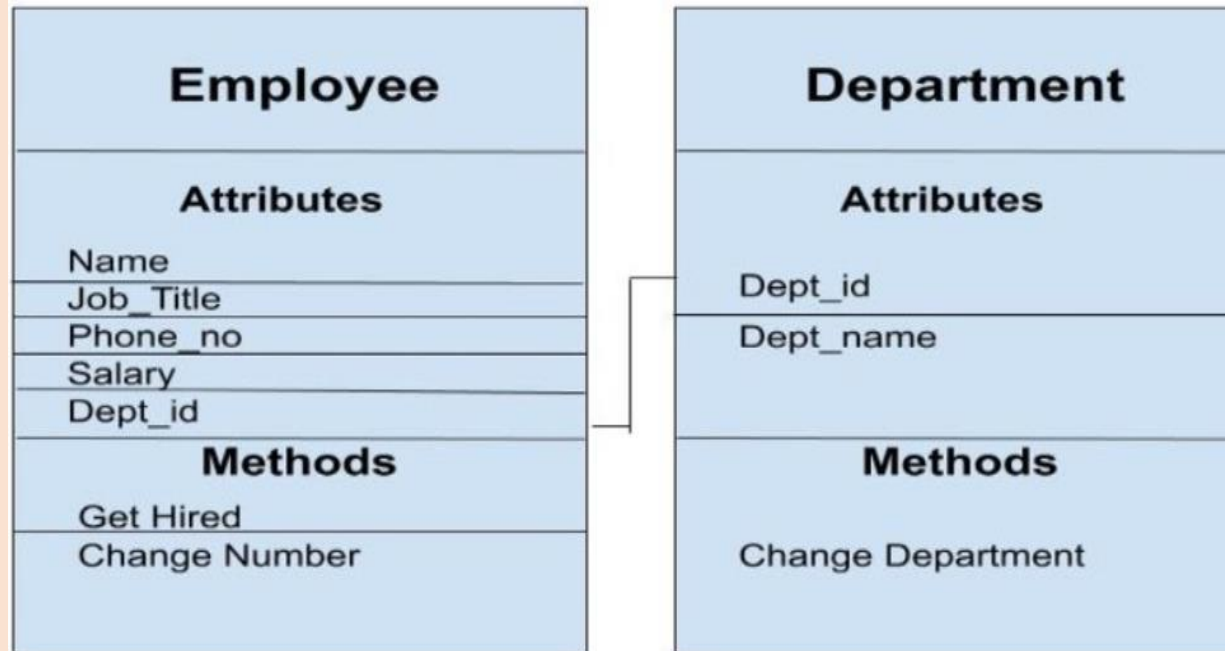 Employee
Attributes
Name
Job_Title
Phone_no
Salary
Dept_id
Methods
Get Hired
Change Number
Department
Attributes
Dept_id
Dept_name
Methods
Change Department